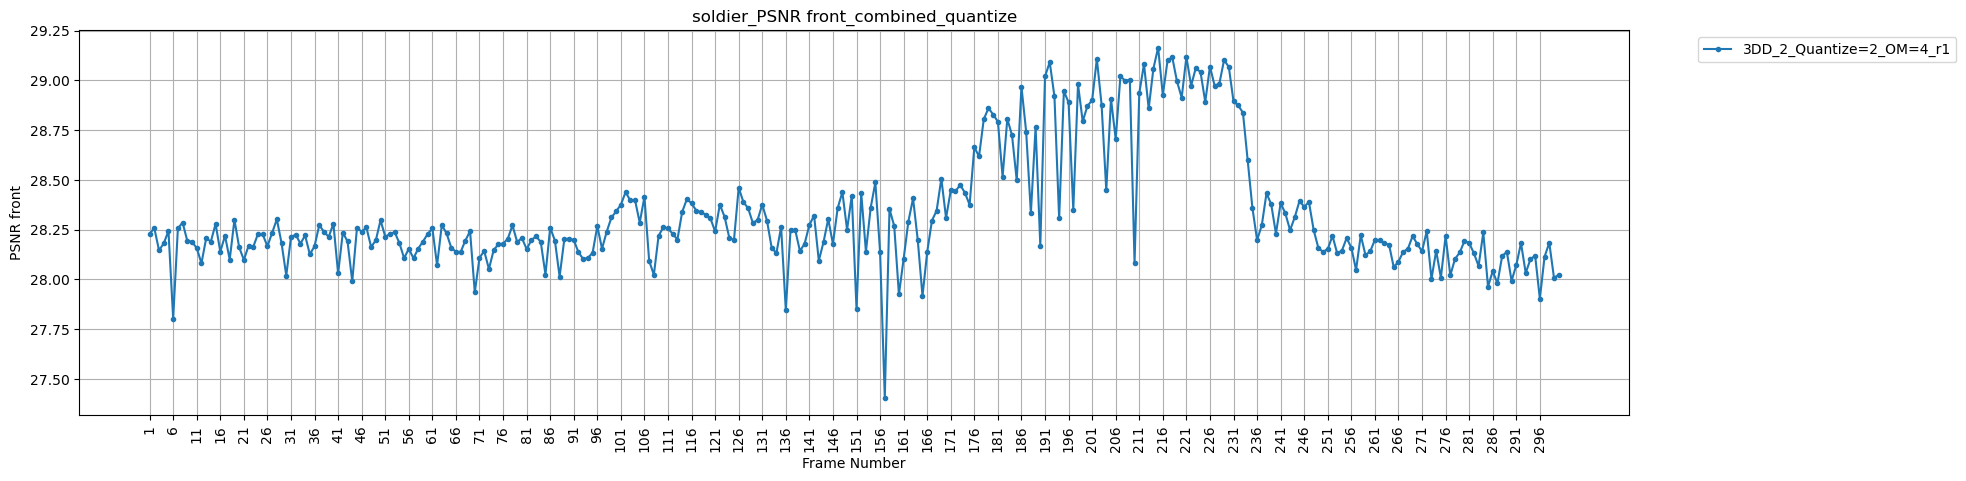 soldier_PSNR front_combined_quantize
3DD_2_Quantize=2_OM=4_r1
PSNR front
29.25
29.00
28.75
28.50
28.25
28.00
27.75
27.50
1 6 11 16 21 26 31 36 41 46 51 56 61 66 71 76 81 86 91 96 101 106 111 116 121 126 131 136 141 146 151 156 161 166 171 176 181 186 191 196 201 206 211 216 221 226 231 236 241 246 251 256 261 266 271 276 281 286 291 296
Frame Number